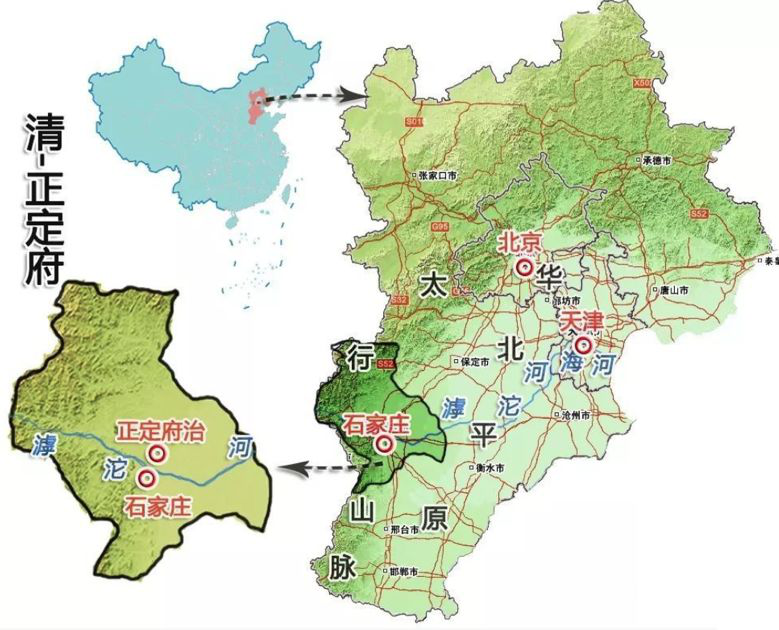 清-正定府
X50
S010
承德市
张家口市
S52
G95
北京
太
华
廊坊市
唐山市
S32
天津
行
S52
保定市
北
河
海
河
滹
沱
沧州市
石家庄
平
衡水市
山
原
邢台市
脉
邯郸市
正定府治
滹
沱
河
石家庄